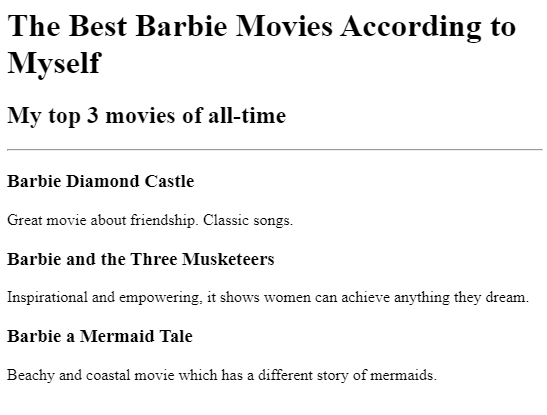 The Best Barbie Movies According to
Myself
My top 3 movies of all-time
Barbie Diamond Castle
Great movie about friendship. Classic songs.
Barbie and the Three Musketeers
Inspirational and empowering, it shows women can achieve anything they dream.
Barbie a Mermaid Tale
Beachy and coastal movie which has a different story of mermaids.